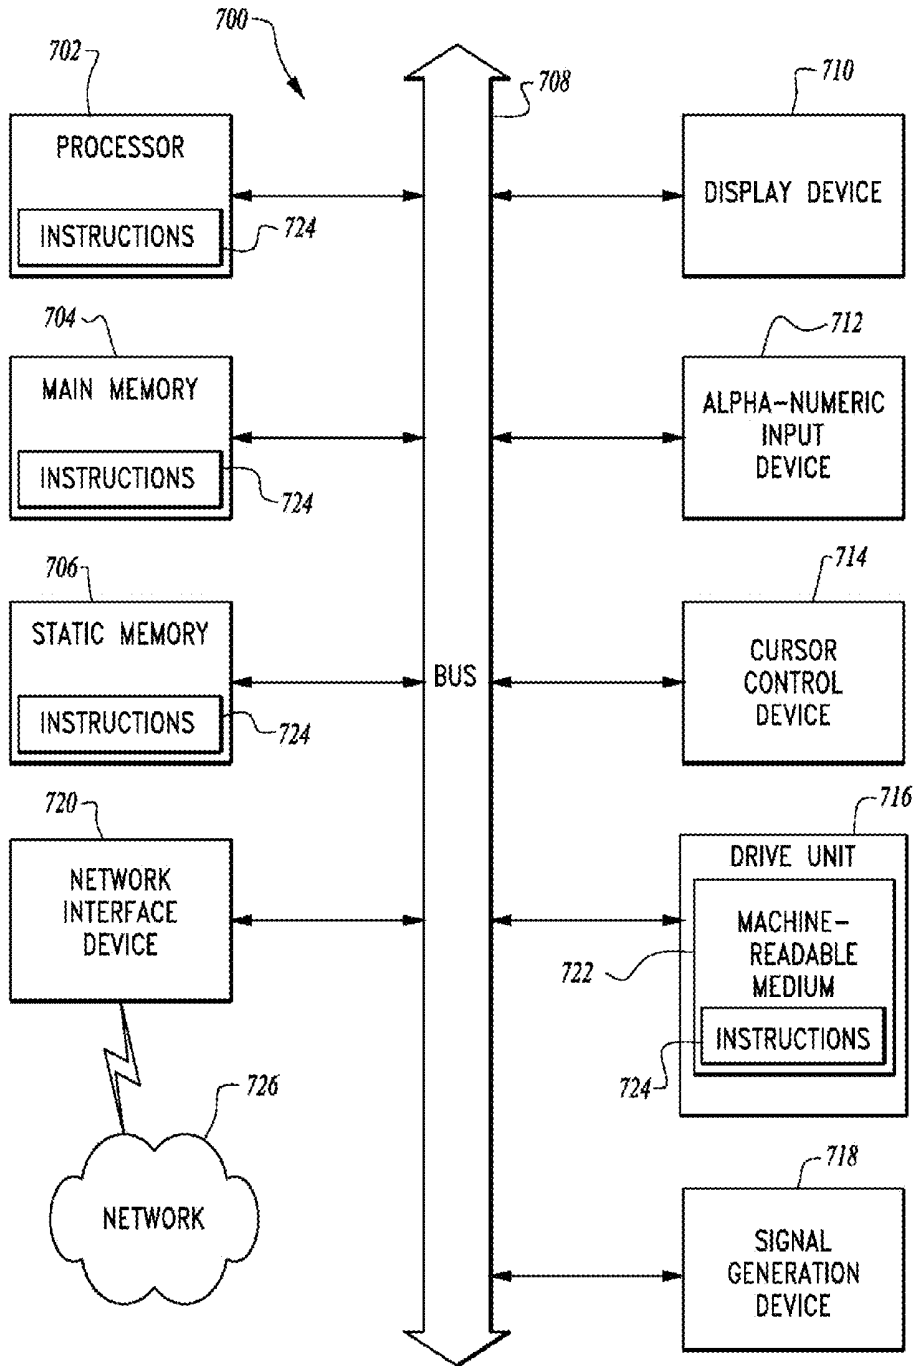 700
702
PROCESSOR
INSTRUCTIONS
724
704
MAIN MEMORY
INSTRUCTIONS
724
706
STATIC MEMORY
INSTRUCTIONS
724
720
NETWORK
INTERFACE
DEVICE
726
NETWORK
708
BUS
710
DISPLAY DEVICE
712
ALPHA-NUMERIC
INPUT
DEVICE
714
CURSOR
CONTROL
DEVICE
716
DRIVE UNIT
722
MACHINE-
READABLE
MEDIUM
INSTRUCTIONS
724
718
SIGNAL
GENERATION
DEVICE